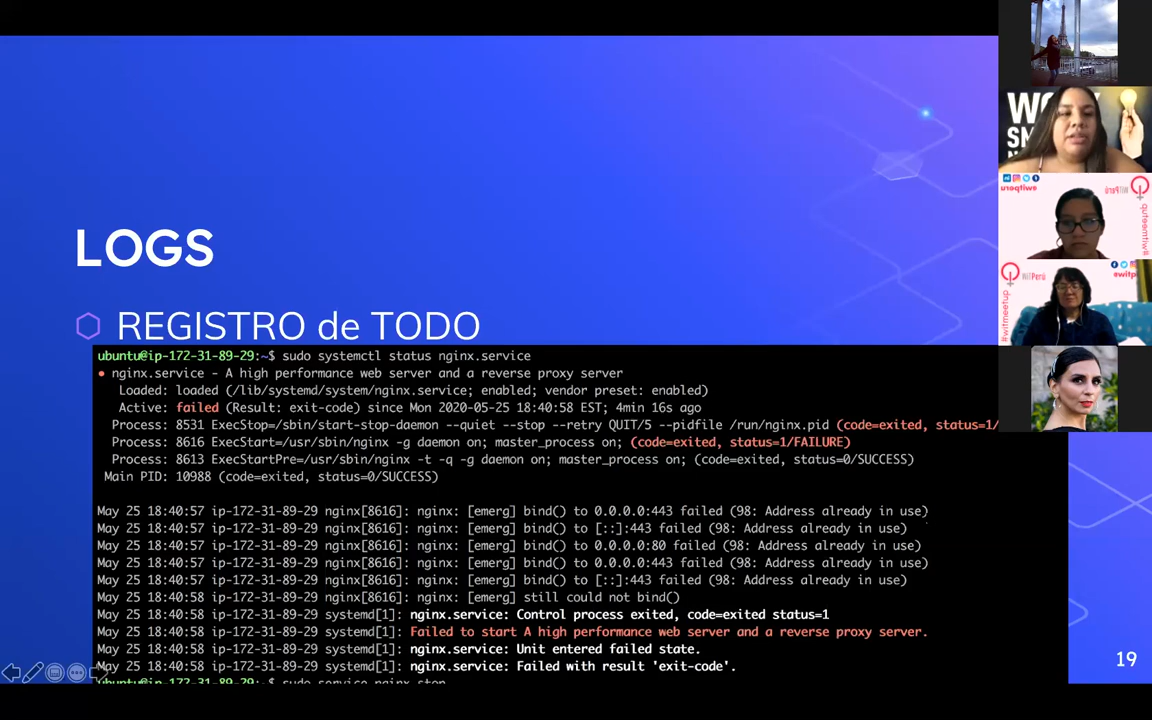 LOGS
REGISTRO de TODO
ubuntu@ip-172-31-89-29:~$ sudo systemctl status nginx.service
● nginx.service - A high performance web server and a reverse proxy server
Loaded: loaded (/lib/systemd/system/nginx.service; enabled; vendor preset: enabled)
Active: failed (Result: exit-code) since Mon 2020-05-25 18:40:58 EST; 4min 16s ago
Process: 8531 ExecStop=/sbin/start-stop-daemon --quiet --stop --retry QUIT/5 --pidfile /run/nginx.pid (code=exited, status=1/
Process: 8616 ExecStart=/usr/sbin/nginx -g daemon on; master_process on; (code=exited, status=1/FAILURE)
Process: 8613 ExecStartPre=/usr/sbin/nginx -t -q -g daemon on; master_process on; (code=exited, status=0/SUCCESS)
Main PID: 10988 (code=exited, status=0/SUCCESS)
May 25 18:40:57 ip-172-31-89-29 nginx[8616]: nginx: [emerg] bind() to 0.0.0.0:443 failed (98: Address already in use)
May 25 18:40:57 ip-172-31-89-29 nginx[8616]: nginx: [emerg] bind() to [::]:443 failed (98: Address already in use)
May 25 18:40:57 ip-172-31-89-29 nginx[8616]: nginx: [emerg] bind() to 0.0.0.0:80 failed (98: Address already in use)
May 25 18:40:57 ip-172-31-89-29 nginx[8616]: nginx: [emerg] bind() to 0.0.0.0:443 failed (98: Address already in use)
May 25 18:40:57 ip-172-31-89-29 nginx[8616]: nginx: [emerg] bind() to [::]:443 failed (98: Address already in use)
May 25 18:40:58 ip-172-31-89-29 nginx[8616]: nginx: [emerg] still could not bind()
May 25 18:40:58 ip-172-31-89-29 systemd[1]: nginx.service: Control process exited, code=exited status=1
May 25 18:40:58 ip-172-31-89-29 systemd[1]: Failed to start A high performance web server and a reverse proxy server.
May 25 18:40:58 ip-172-31-89-29 systemd[1]: nginx.service: Unit entered failed state.
May 25 18:40:58 ip-172-31-89-29 systemd[1]: nginx.service: Failed with result 'exit-code'.
ubuntu@ip-172-31-89-29:~$ sudo service nginx stop
19
@witperu
WiTPerú
#witmeetup